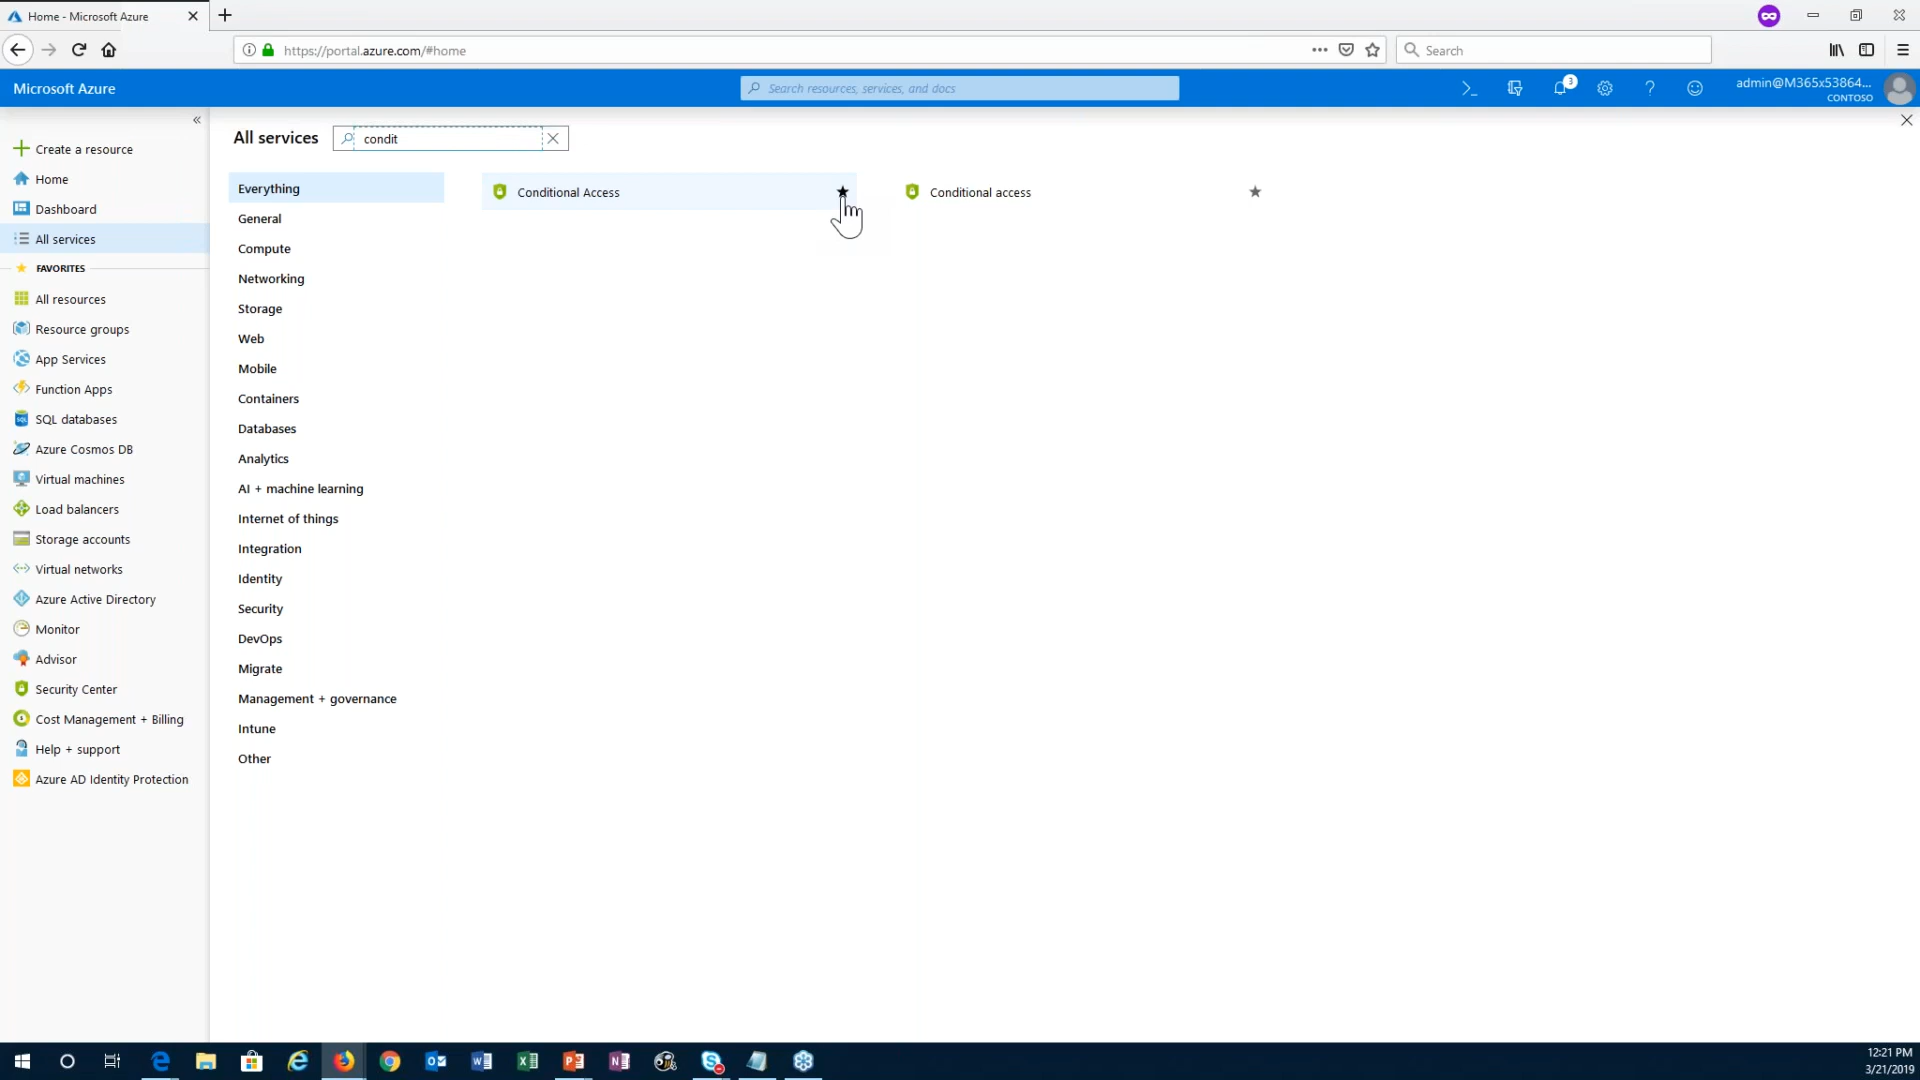 Home - Microsoft Azure
https://portal.azure.com/#home
Search
Microsoft Azure
Search resources, services, and docs
3
admin@M365x53864...
CONTOSO
Create a resource
Home
Dashboard
All services
FAVORITES
All resources
Resource groups
App Services
Function Apps
SQL databases
Azure Cosmos DB
Virtual machines
Load balancers
Storage accounts
Virtual networks
Azure Active Directory
Monitor
Advisor
Security Center
Cost Management + Billing
Help + support
Azure AD Identity Protection
All services
condit
Everything
General
Compute
Networking
Storage
Web
Mobile
Containers
Databases
Analytics
AI + machine learning
Internet of things
Integration
Identity
Security
DevOps
Migrate
Management + governance
Intune
Other
Conditional Access
Conditional access
12:21 PM
3/21/2019